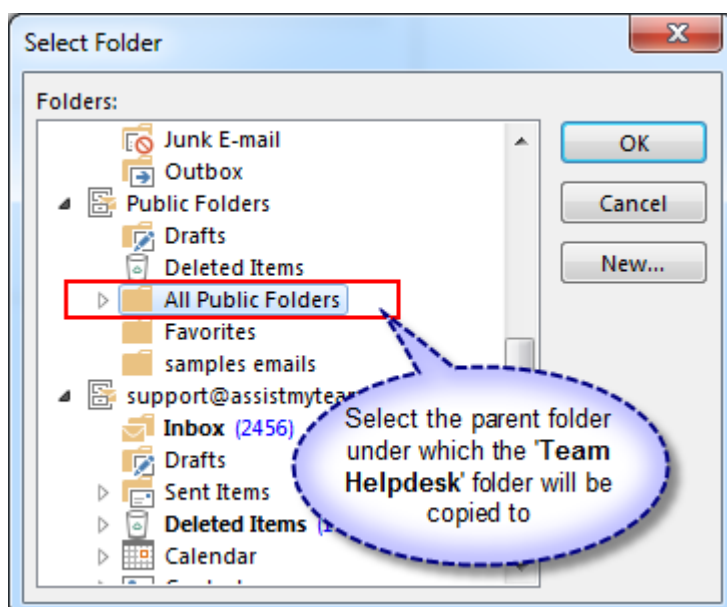 Select Folder
Folders:
Junk E-mail
Outbox
Public Folders
Drafts
Deleted Items
All Public Folders
Favorites
samples emails
support@assistmytea
Inbox (2456)
Drafts
Sent Items
Deleted Items
Calendar
OK
Cancel
New...
Select the parent folder
under which the 'Team
Helpdesk' folder will be
copied to